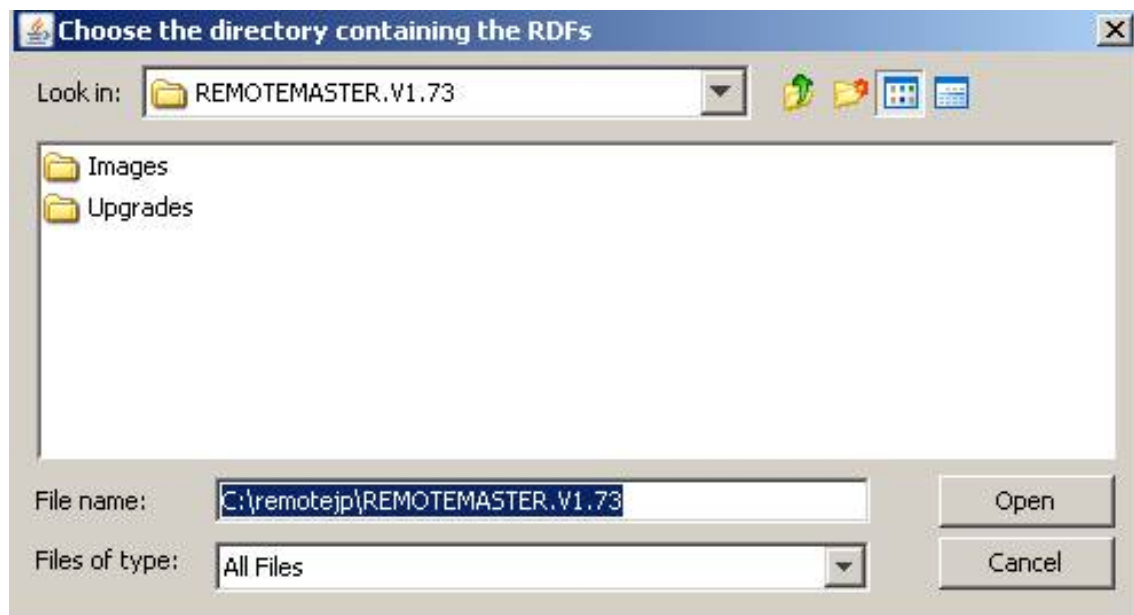 Choose the directory containing the RDFs
Look in: REMOTEMASTER.V1.73
Images
Upgrades
File name: C:\remotejp\REMOTEMASTER.V1.73 Open
Files of type: All Files Cancel